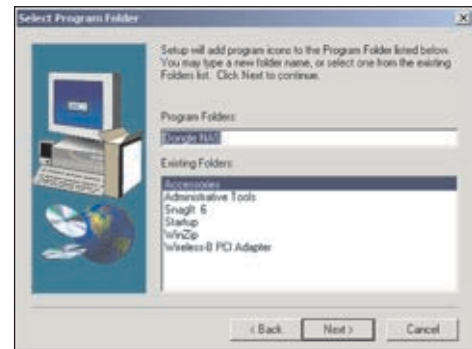 Select Program Folder
Setup will add program icons to the Program Folder listed below.
You may type a new folder name, or select one from the existing
Folders list. Click Next to continue.
Program Folders:
Dongle NAS
Existing Folders:
Accessories
Administrative Tools
SnagIt 6
Startup
WinZip
Wireless-B PCI Adapter
< Back
Next >
Cancel